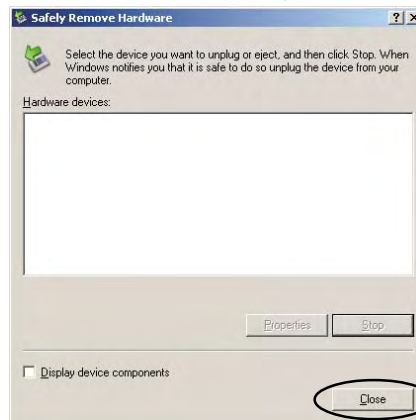 Safely Remove Hardware
Select the device you want to unplug or eject, and then click Stop. When
Windows notifies you that it is safe to do so unplug the device from your
computer.
Hardware devices:
Properties
Stop
Display device components
Close